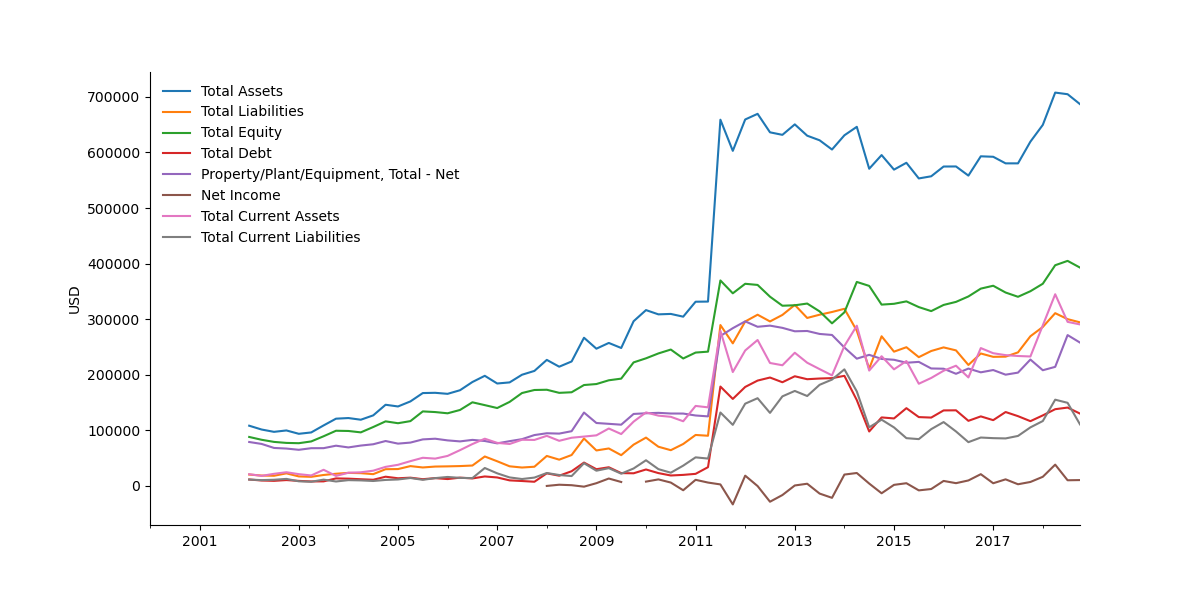 700000
600000
500000
400000
300000
200000
100000
0
USD
Total Assets
Total Liabilities
Total Equity
Total Debt
Property/Plant/Equipment, Total - Net
Net Income
Total Current Assets
Total Current Liabilities
2001 2003 2005 2007 2009 2011 2013 2015 2017